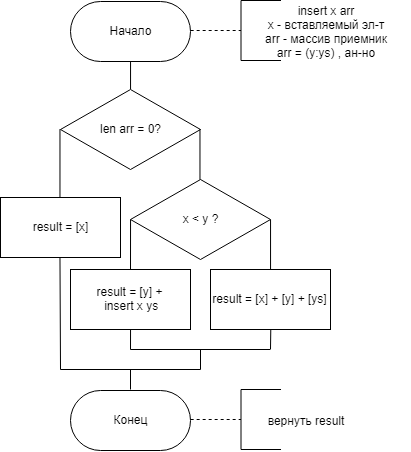 Начало
insert x arr
x - вставляемый эл-т
arr - массив приемник
arr = (y:ys) , ан-но
len arr = 0?
result = [x]
x < y ?
result = [y] +
insert x ys
result = [x] + [y] + [ys]
Конец
вернуть result